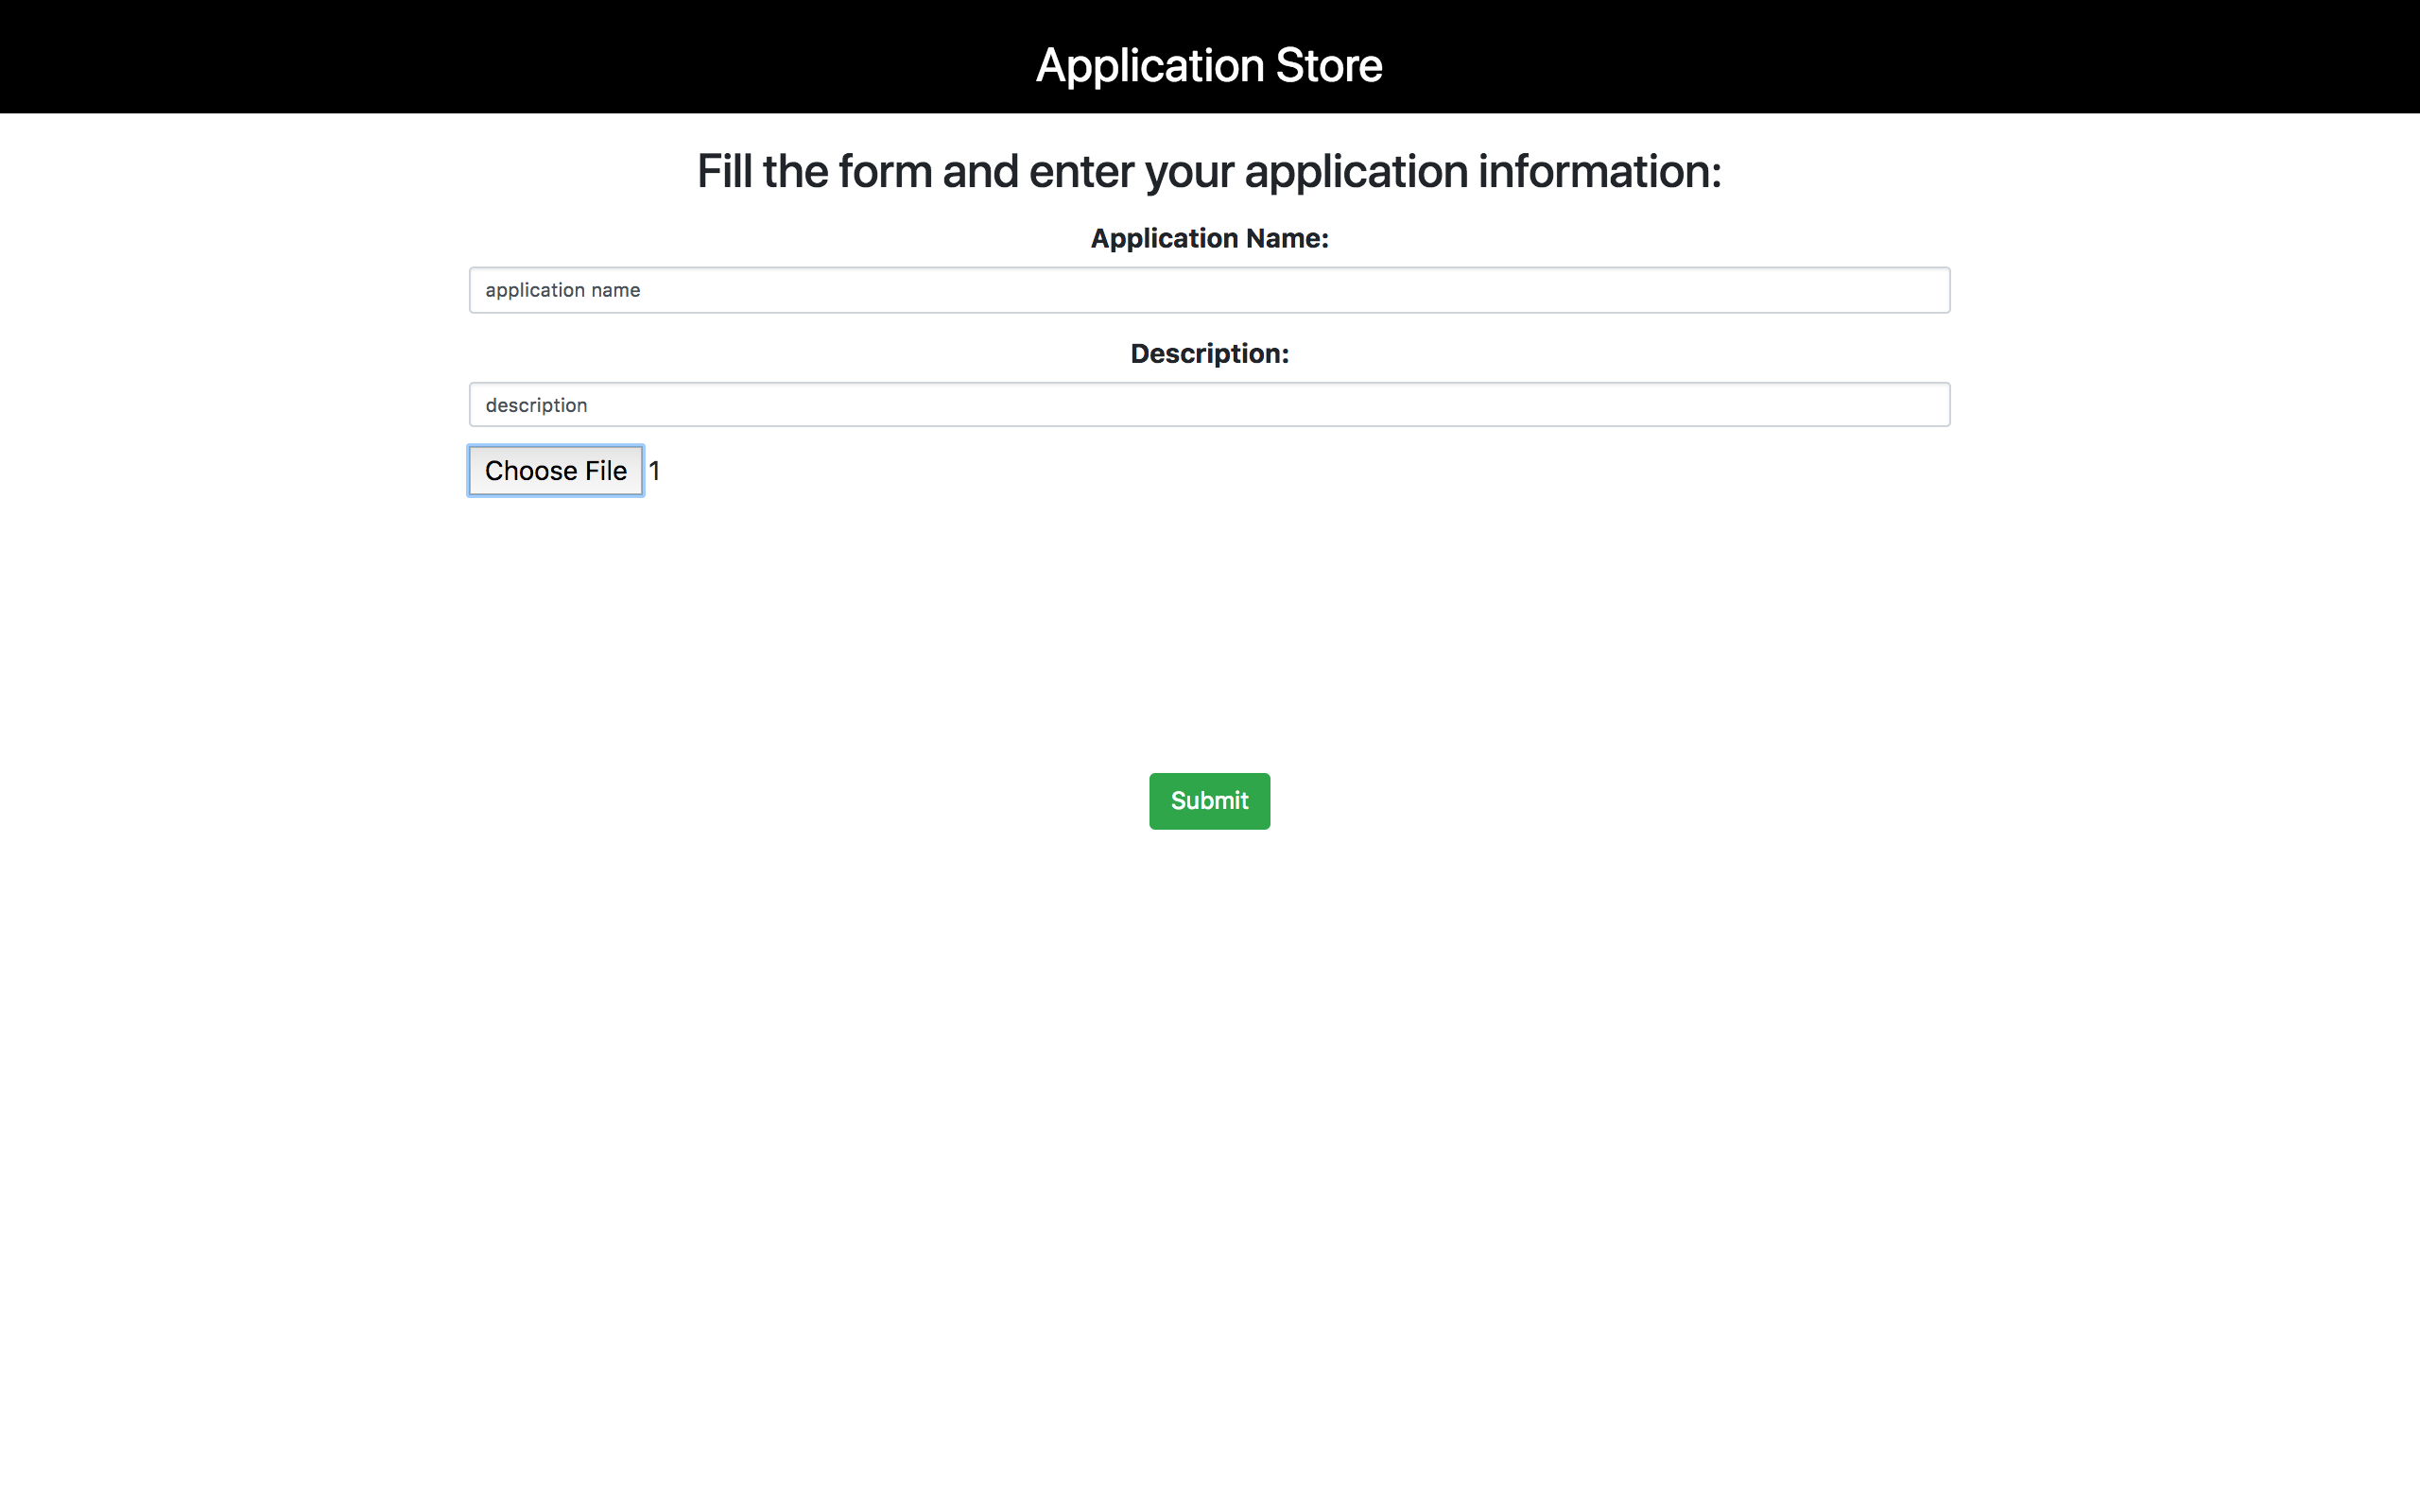 Application Store
Fill the form and enter your application information:
Application Name:
application name
Description:
description
Choose File 1
Submit